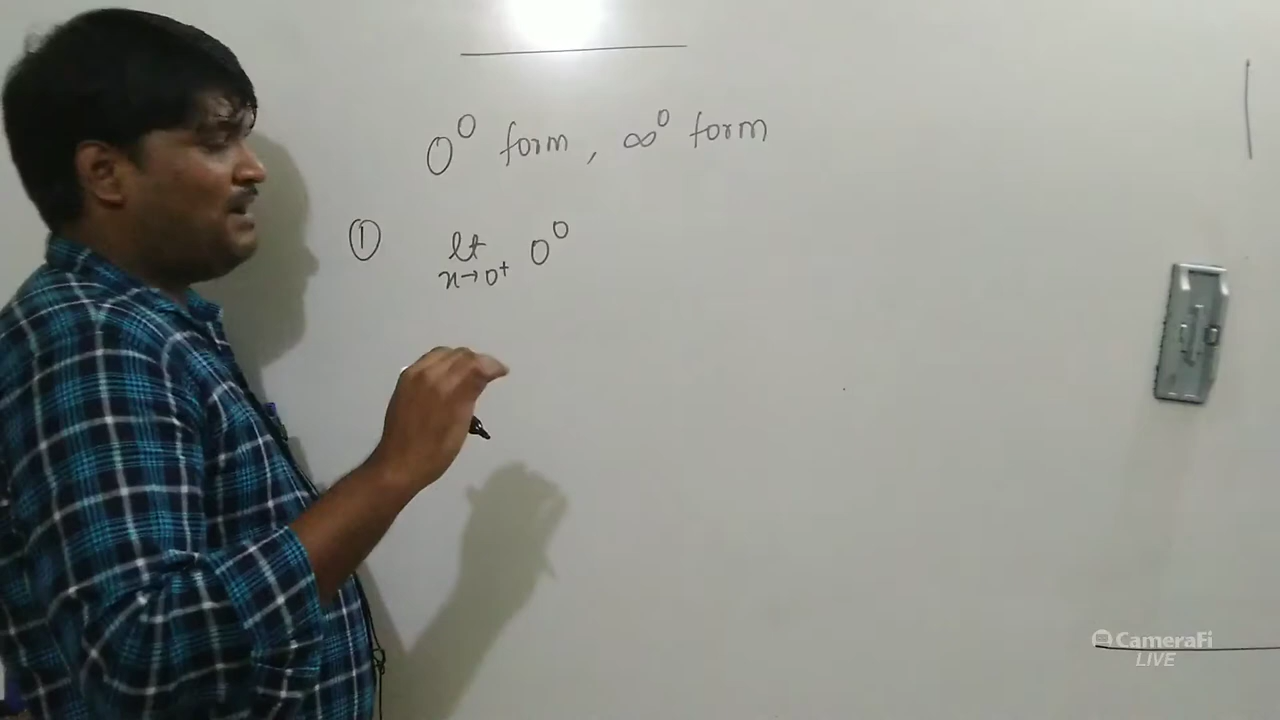 0⁰ form, ∞⁰ form
① lt 0⁰
x→0⁺
CameraFi
LIVE